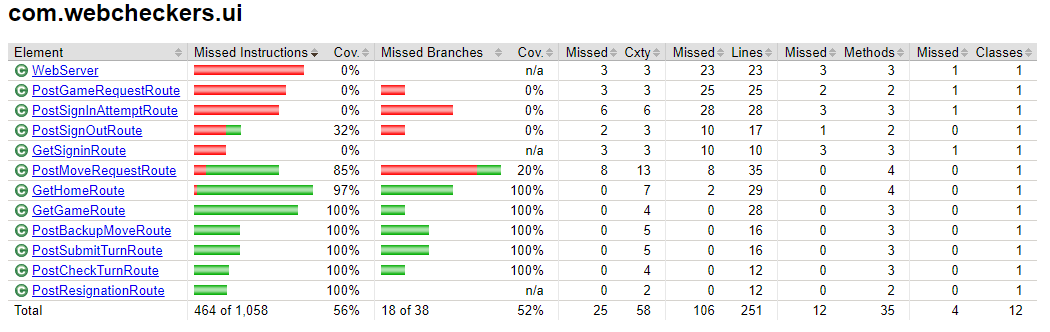 com.webcheckers.ui
Element Missed Instructions Cov. Missed Branches Cov. Missed Cxty Missed Lines Missed Methods Missed Classes
C WebServer 0% n/a 3 3 23 23 3 3 1 1
C PostGameRequestRoute 0% 0% 3 3 25 25 2 2 1 1
C PostSignInAttemptRoute 0% 0% 6 6 28 28 3 3 1 1
C PostSignOutRoute 32% 0% 2 3 10 17 1 2 0 1
C GetSigninRoute 0% n/a 3 3 10 10 3 3 1 1
C PostMoveRequestRoute 85% 20% 8 13 8 35 0 4 0 1
C GetHomeRoute 97% 100% 0 7 2 29 0 4 0 1
C GetGameRoute 100% 100% 0 4 0 28 0 3 0 1
C PostBackupMoveRoute 100% 100% 0 5 0 16 0 3 0 1
C PostSubmitTurnRoute 100% 100% 0 5 0 16 0 3 0 1
C PostCheckTurnRoute 100% 100% 0 4 0 12 0 3 0 1
C PostResignationRoute 100% n/a 0 2 0 12 0 2 0 1
Total 464 of 1,058 56% 18 of 38 52% 25 58 106 251 12 35 4 12